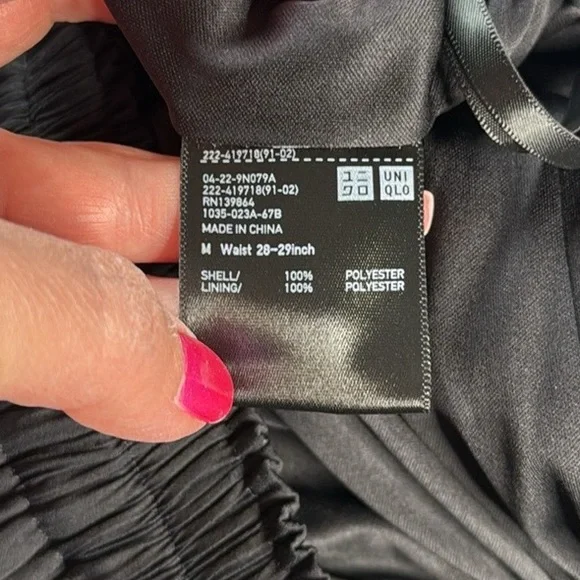 222-419718(91-02)
04-22-9N079A
222-419718(91-02)
RN139864
1035-023A-67B
MADE IN CHINA
ユニ
クロ
UNI
QLO
M Waist 28-29inch
SHELL/ 100% POLYESTER
LINING/ 100% POLYESTER